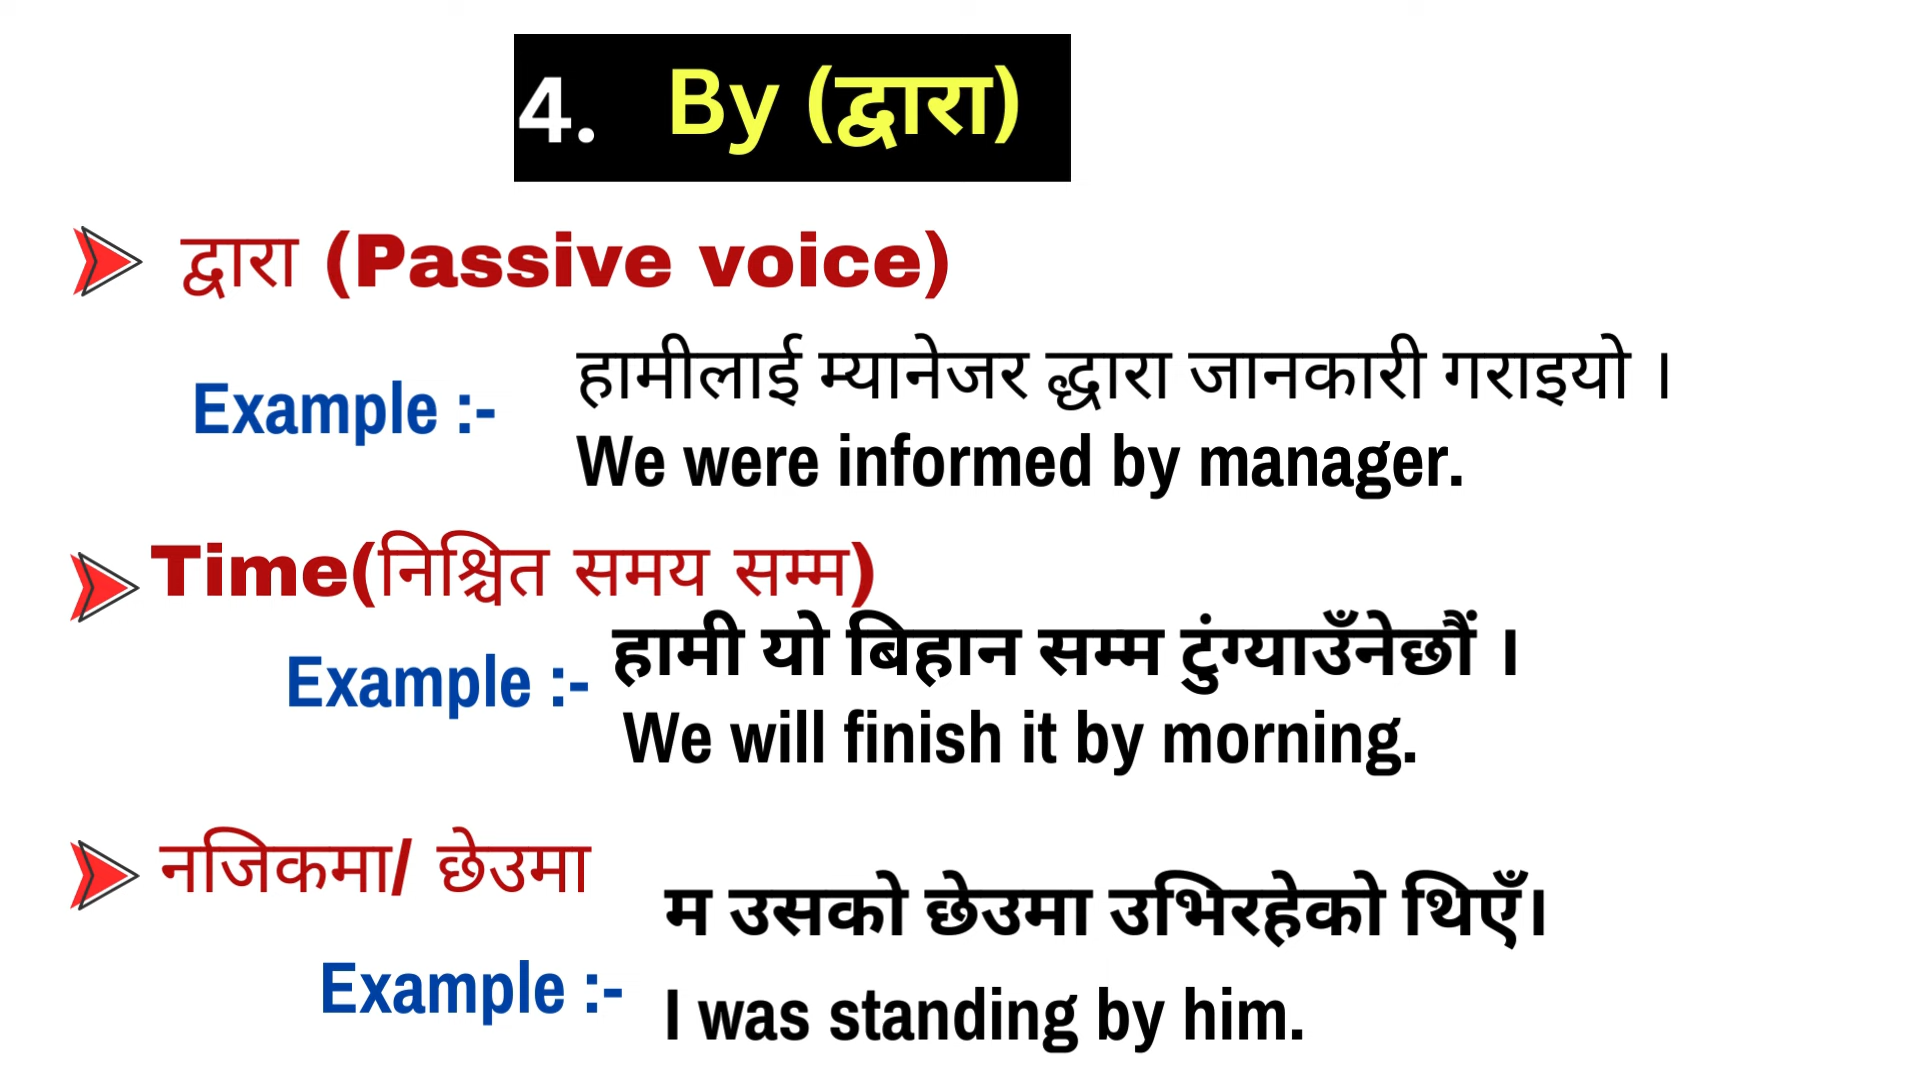 4. By (द्वारा)
द्वारा (Passive voice)
Example :-
हामीलाई म्यानेजर द्धारा जानकारी गराइयो ।
We were informed by manager.
Time(निश्चित समय सम्म)
Example :-
हामी यो बिहान सम्म टुंग्याउँनेछौं ।
We will finish it by morning.
नजिकमा/ छेउमा
Example :-
म उसको छेउमा उभिरहेको थिएँ।
I was standing by him.